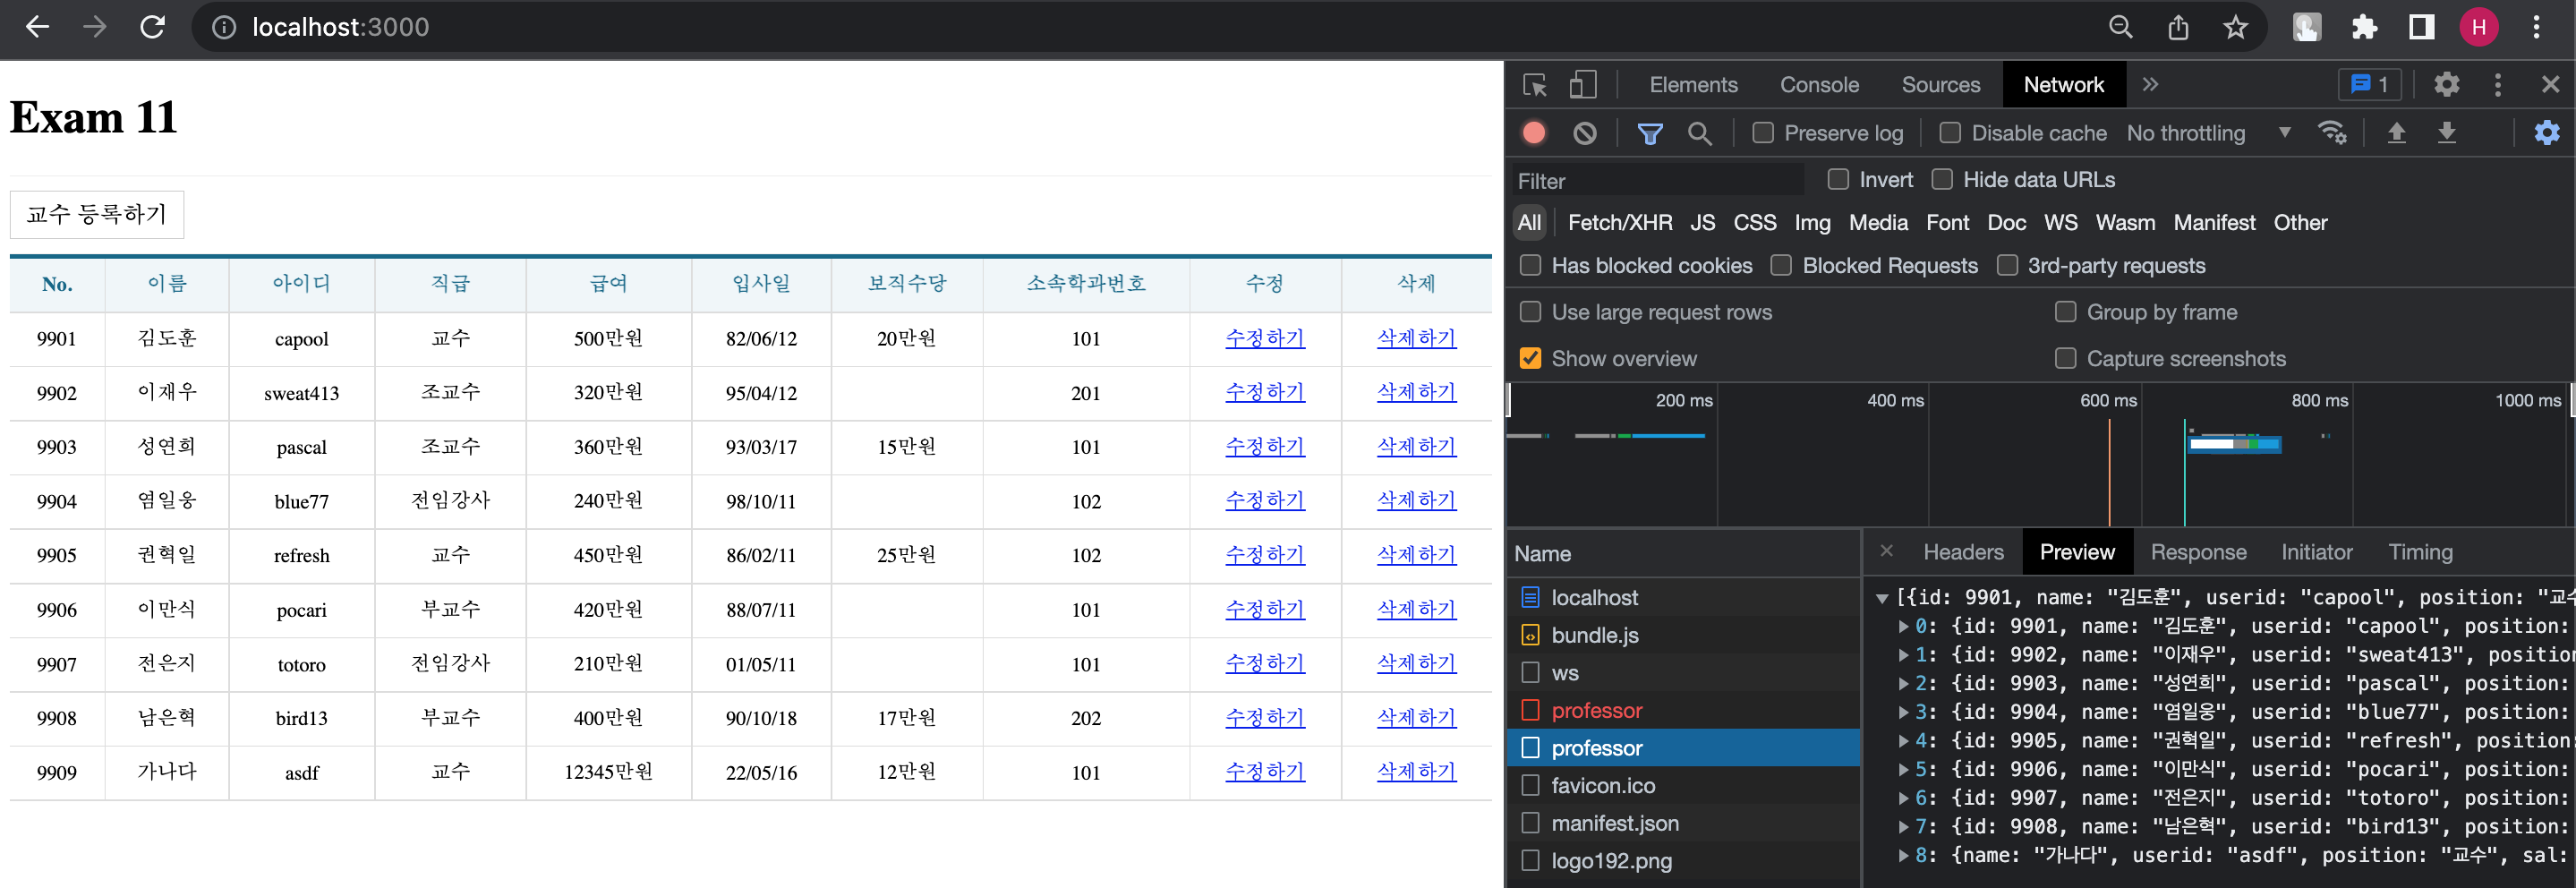 localhost:3000
H
Exam 11
교수 등록하기
No. 이름 아이디 직급 급여 입사일 보직수당 소속학과번호 수정 삭제
9901 김도훈 capool 교수 500만원 82/06/12 20만원 101 수정하기 삭제하기
9902 이재우 sweat413 조교수 320만원 95/04/12 201 수정하기 삭제하기
9903 성연희 pascal 조교수 360만원 93/03/17 15만원 101 수정하기 삭제하기
9904 염일웅 blue77 전임강사 240만원 98/10/11 102 수정하기 삭제하기
9905 권혁일 refresh 교수 450만원 86/02/11 25만원 102 수정하기 삭제하기
9906 이만식 pocari 부교수 420만원 88/07/11 101 수정하기 삭제하기
9907 전은지 totoro 전임강사 210만원 01/05/11 101 수정하기 삭제하기
9908 남은혁 bird13 부교수 400만원 90/10/18 17만원 202 수정하기 삭제하기
9909 가나다 asdf 교수 12345만원 22/05/16 12만원 101 수정하기 삭제하기
Elements Console Sources Network 1
Preserve log Disable cache No throttling
Filter Invert Hide data URLs
All Fetch/XHR JS CSS Img Media Font Doc WS Wasm Manifest Other
Has blocked cookies Blocked Requests 3rd-party requests
Use large request rows Group by frame
Show overview Capture screenshots
200 ms 400 ms 600 ms 800 ms 1000 ms
Name
localhost
bundle.js
ws
professor
professor
favicon.ico
manifest.json
logo192.png
Headers Preview Response Initiator Timing
[{id: 9901, name: "김도훈", userid: "capool", position: "교수
0: {id: 9901, name: "김도훈", userid: "capool", position:
1: {id: 9902, name: "이재우", userid: "sweat413", position
2: {id: 9903, name: "성연희", userid: "pascal", position:
3: {id: 9904, name: "염일웅", userid: "blue77", position:
4: {id: 9905, name: "권혁일", userid: "refresh", position:
5: {id: 9906, name: "이만식", userid: "pocari", position:
6: {id: 9907, name: "전은지", userid: "totoro", position:
7: {id: 9908, name: "남은혁", userid: "bird13", position:
8: {name: "가나다", userid: "asdf", position: "교수", sal: